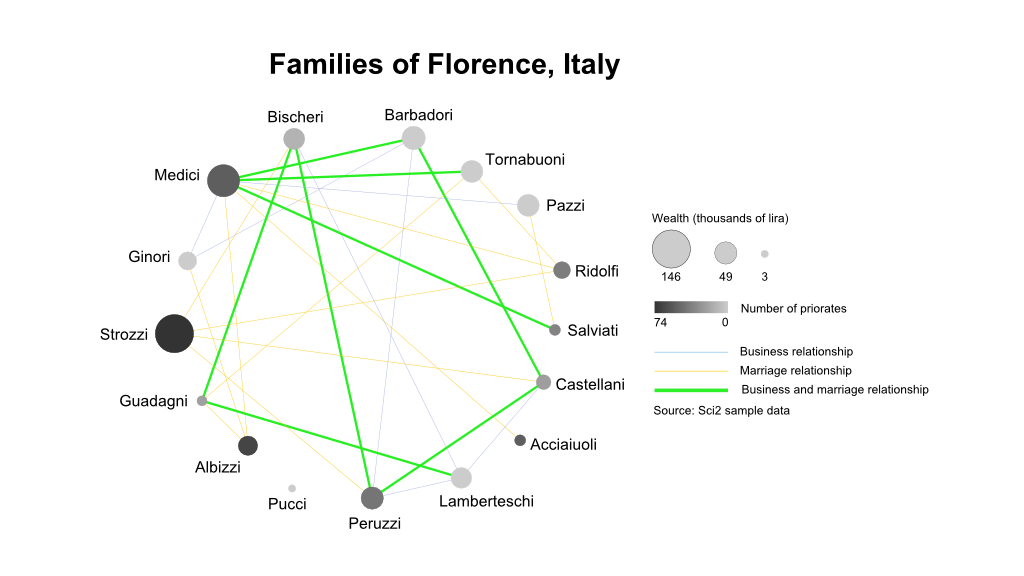 Families of Florence, Italy
Bischeri
Barbadori
Tornabuoni
Medici
Pazzi
Wealth (thousands of lira)
Ginori
Ridolfi
146
49
3
Number of priorates
74
0
Salviati
Strozzi
Business relationship
Marriage relationship
Castellani
Business and marriage relationship
Guadagni
Source: Sci2 sample data
Acciaiuoli
Albizzi
Pucci
Lamberteschi
Peruzzi